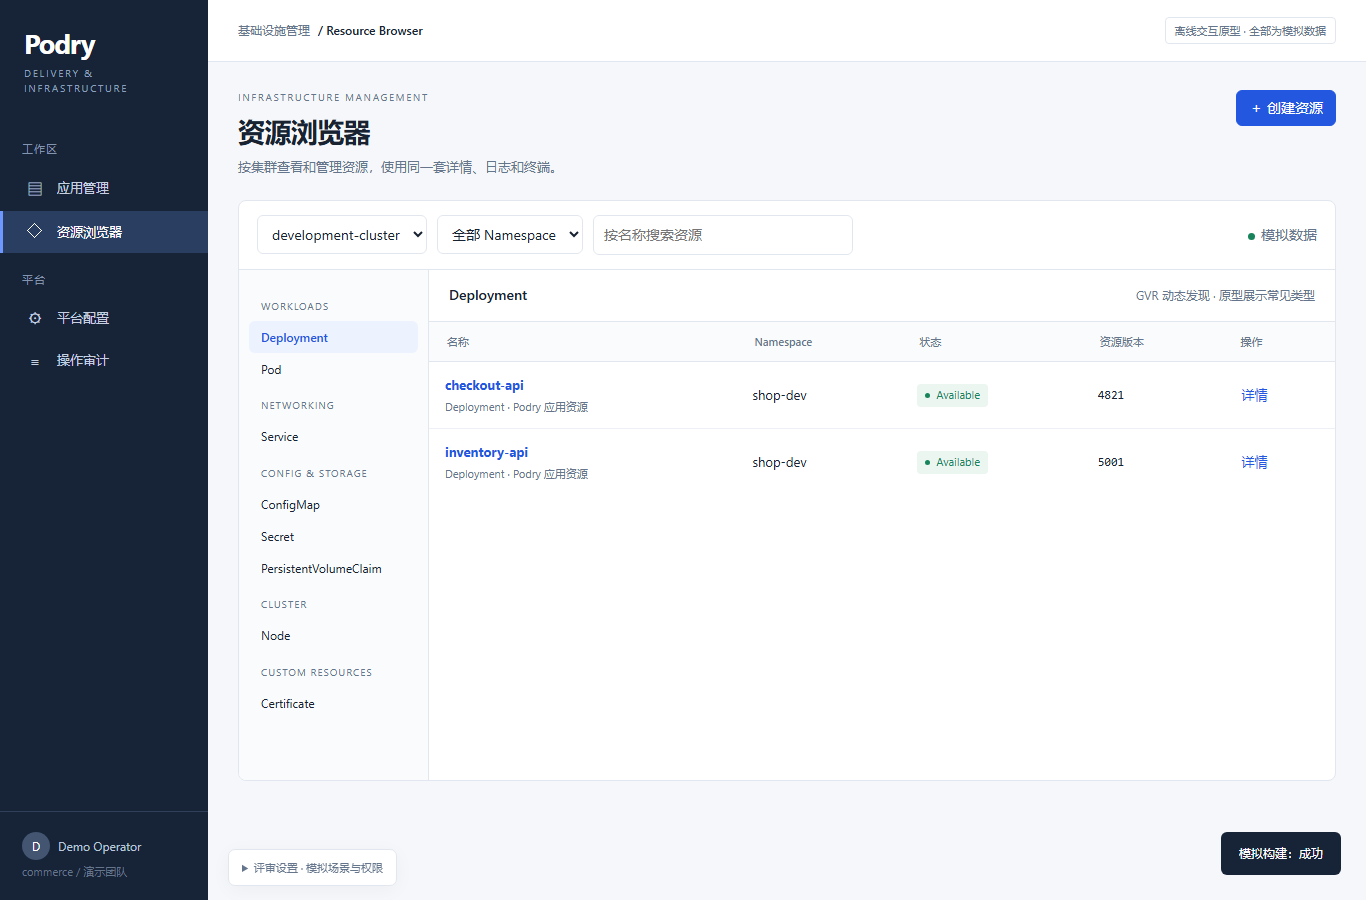 Podry
DELIVERY &
INFRASTRUCTURE
工作区
应用管理
资源浏览器
平台
平台配置
操作审计
D
Demo Operator
commerce / 演示团队
基础设施管理 / Resource Browser
离线交互原型 · 全部为模拟数据
INFRASTRUCTURE MANAGEMENT
资源浏览器
按集群查看和管理资源，使用同一套详情、日志和终端。
+ 创建资源
development-cluster
全部 Namespace
按名称搜索资源
模拟数据
WORKLOADS
Deployment
Pod
NETWORKING
Service
CONFIG & STORAGE
ConfigMap
Secret
PersistentVolumeClaim
CLUSTER
Node
CUSTOM RESOURCES
Certificate
Deployment
GVR 动态发现 · 原型展示常见类型
名称 Namespace 状态 资源版本 操作
checkout-api
Deployment · Podry 应用资源
shop-dev
Available
4821
详情
inventory-api
Deployment · Podry 应用资源
shop-dev
Available
5001
详情
评审设置 · 模拟场景与权限
模拟构建：成功